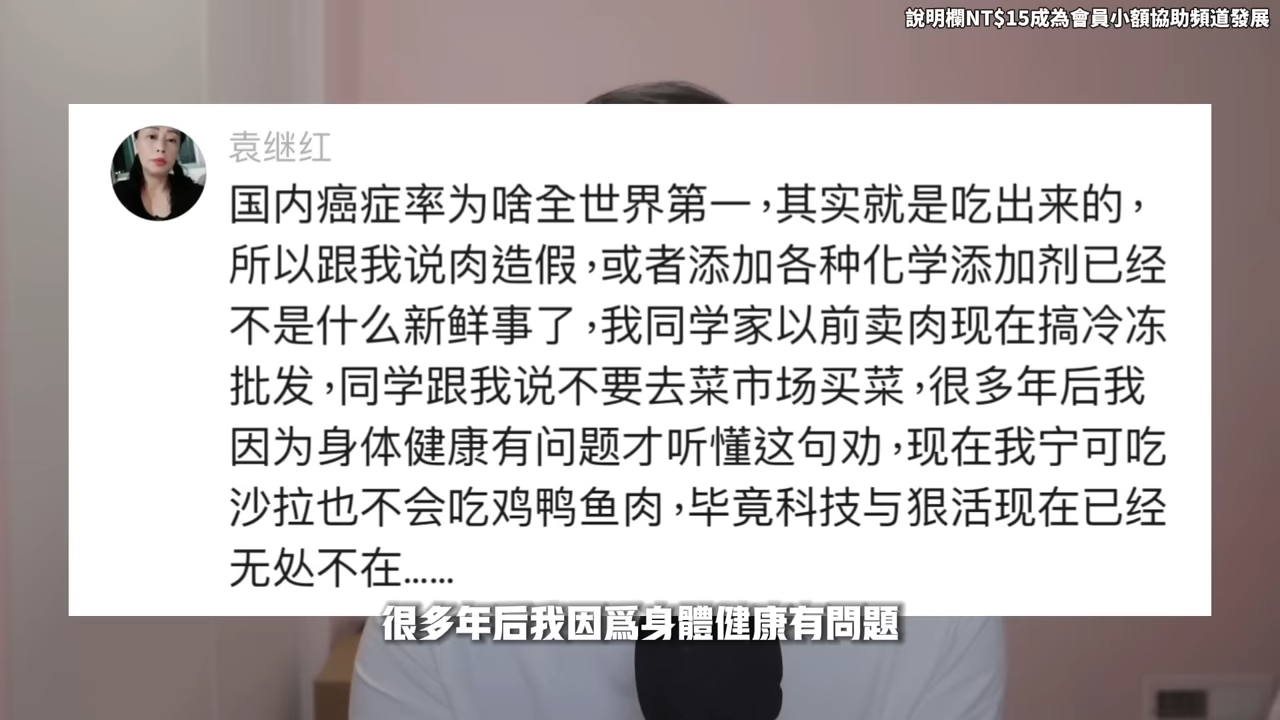 說明欄NT$15成為會員小額協助頻道發展
袁继红
国内癌症率为啥全世界第一，其实就是吃出来的，
所以跟我说肉造假，或者添加各种化学添加剂已经
不是什么新鲜事了，我同学家以前卖肉现在搞冷冻
批发，同学跟我说不要去菜市场买菜，很多年后我
因为身体健康有问题才听懂这句劝，现在我宁可吃
沙拉也不会吃鸡鸭鱼肉，毕竟科技与狠活现在已经
无处不在……
很多年后我因爲身體健康有問題